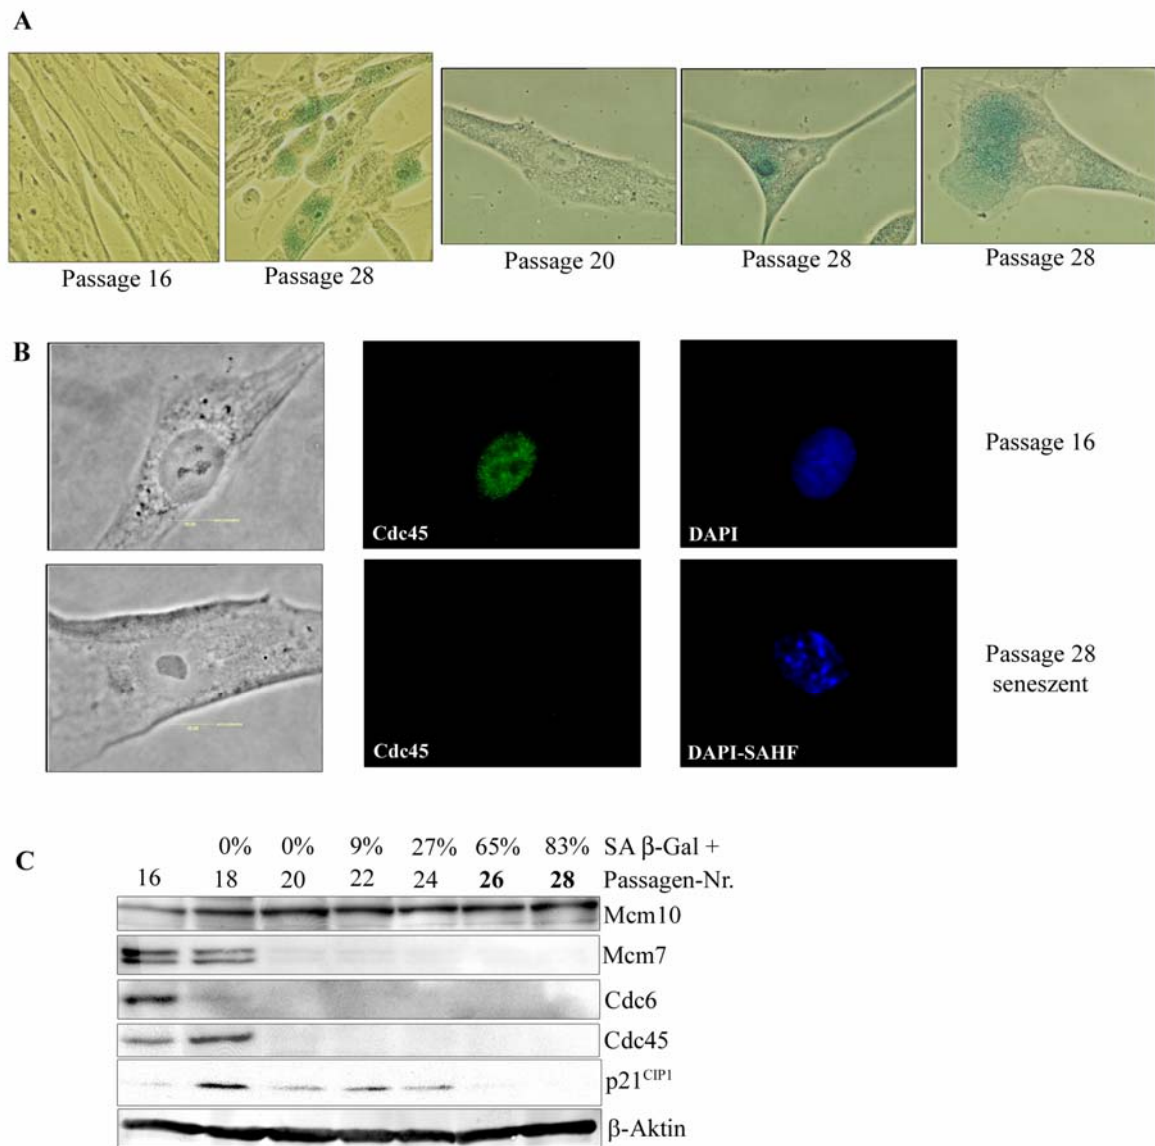 A
Passage 16
Passage 28
Passage 20
Passage 28
Passage 28
B
Cdc45
DAPI
Passage 16
Cdc45
DAPI-SAHF
Passage 28
seneszent
C
0% 0% 9% 27% 65% 83% SA β-Gal +
16 18 20 22 24 26 28 Passagen-Nr.
Mcm10
Mcm7
Cdc6
Cdc45
p21CIP1
β-Aktin